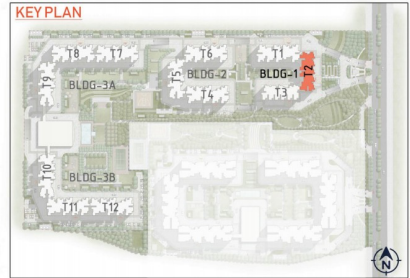 KEY PLAN
T8 T7 T6 T1
T2
T9 BLDG-3A T5 BLDG-2 BLDG-1
T4 T3
T10
BLDG-3B
T11 T12
N